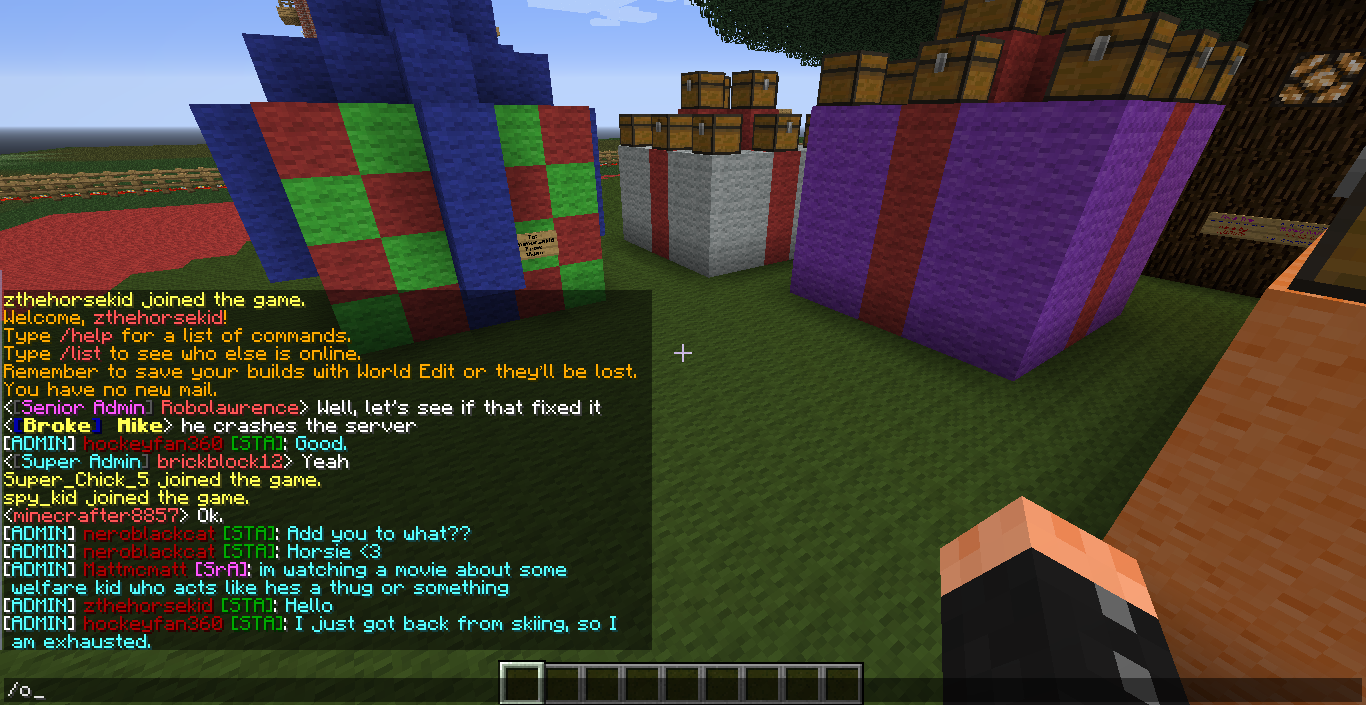 To:
zthehorsekid
From:
zthehorsekid joined the game.
Welcome, zthehorsekid!
Type /help for a list of commands.
Type /list to see who else is online.
Remember to save your builds with World Edit or they'll be lost.
You have no new mail.
<[Senior Admin] Robolawrence> Well, let's see if that fixed it
<[Broke] Mike> he crashes the server
[ADMIN] hockeyfan360 [STA]: Good.
<[Super Admin] brickblock12> Yeah
Super_Chick_5 joined the game.
spy_kid joined the game.
<minecrafter8857> Ok.
[ADMIN] neroblackcat [STA]: Add you to what??
[ADMIN] neroblackcat [STA]: Horsie <3
[ADMIN] Mattmcmatt [SrA]: im watching a movie about some
welfare kid who acts like hes a thug or something
[ADMIN] zthehorsekid [STA]: Hello
[ADMIN] hockeyfan360 [STA]: I just got back from skiing, so I
am exhausted.
/o_